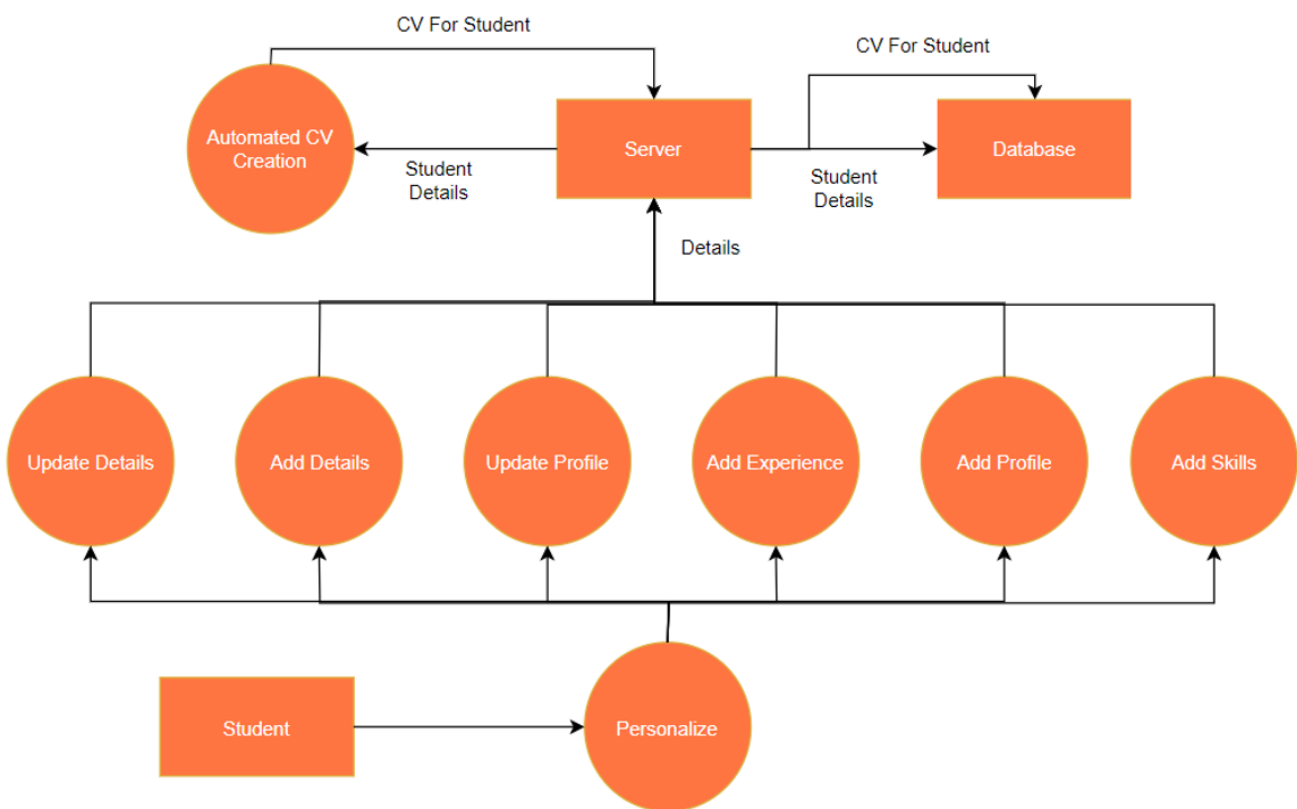 CV For Student
CV For Student
Automated CV
Creation
Server
Database
Student
Details
Student
Details
Details
Update Details
Add Details
Update Profile
Add Experience
Add Profile
Add Skills
Student
Personalize